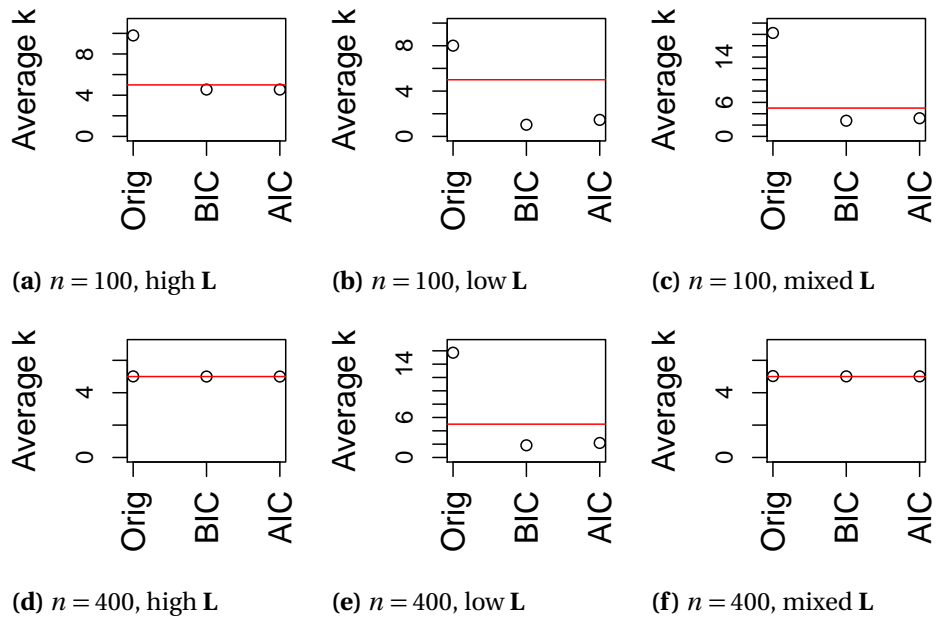 Average k
8
4
0
Orig
BIC
AIC
(a) n = 100, high L
Average k
8
4
0
Orig
BIC
AIC
(b) n = 100, low L
Average k
14
6
0
Orig
BIC
AIC
(c) n = 100, mixed L
Average k
4
0
Orig
BIC
AIC
(d) n = 400, high L
Average k
14
6
0
Orig
BIC
AIC
(e) n = 400, low L
Average k
4
0
Orig
BIC
AIC
(f) n = 400, mixed L